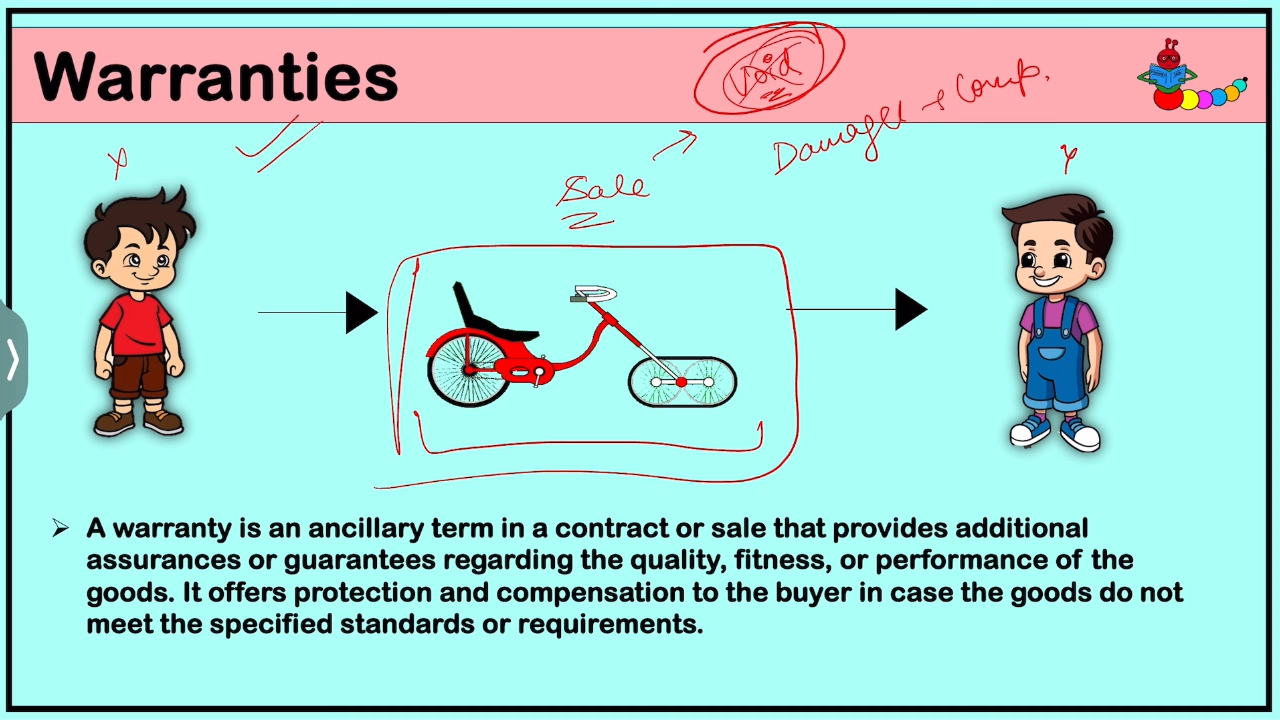 Warranties
Void
Damages + Comp.
X
Sale
Y
➢ A warranty is an ancillary term in a contract or sale that provides additional
assurances or guarantees regarding the quality, fitness, or performance of the
goods. It offers protection and compensation to the buyer in case the goods do not
meet the specified standards or requirements.